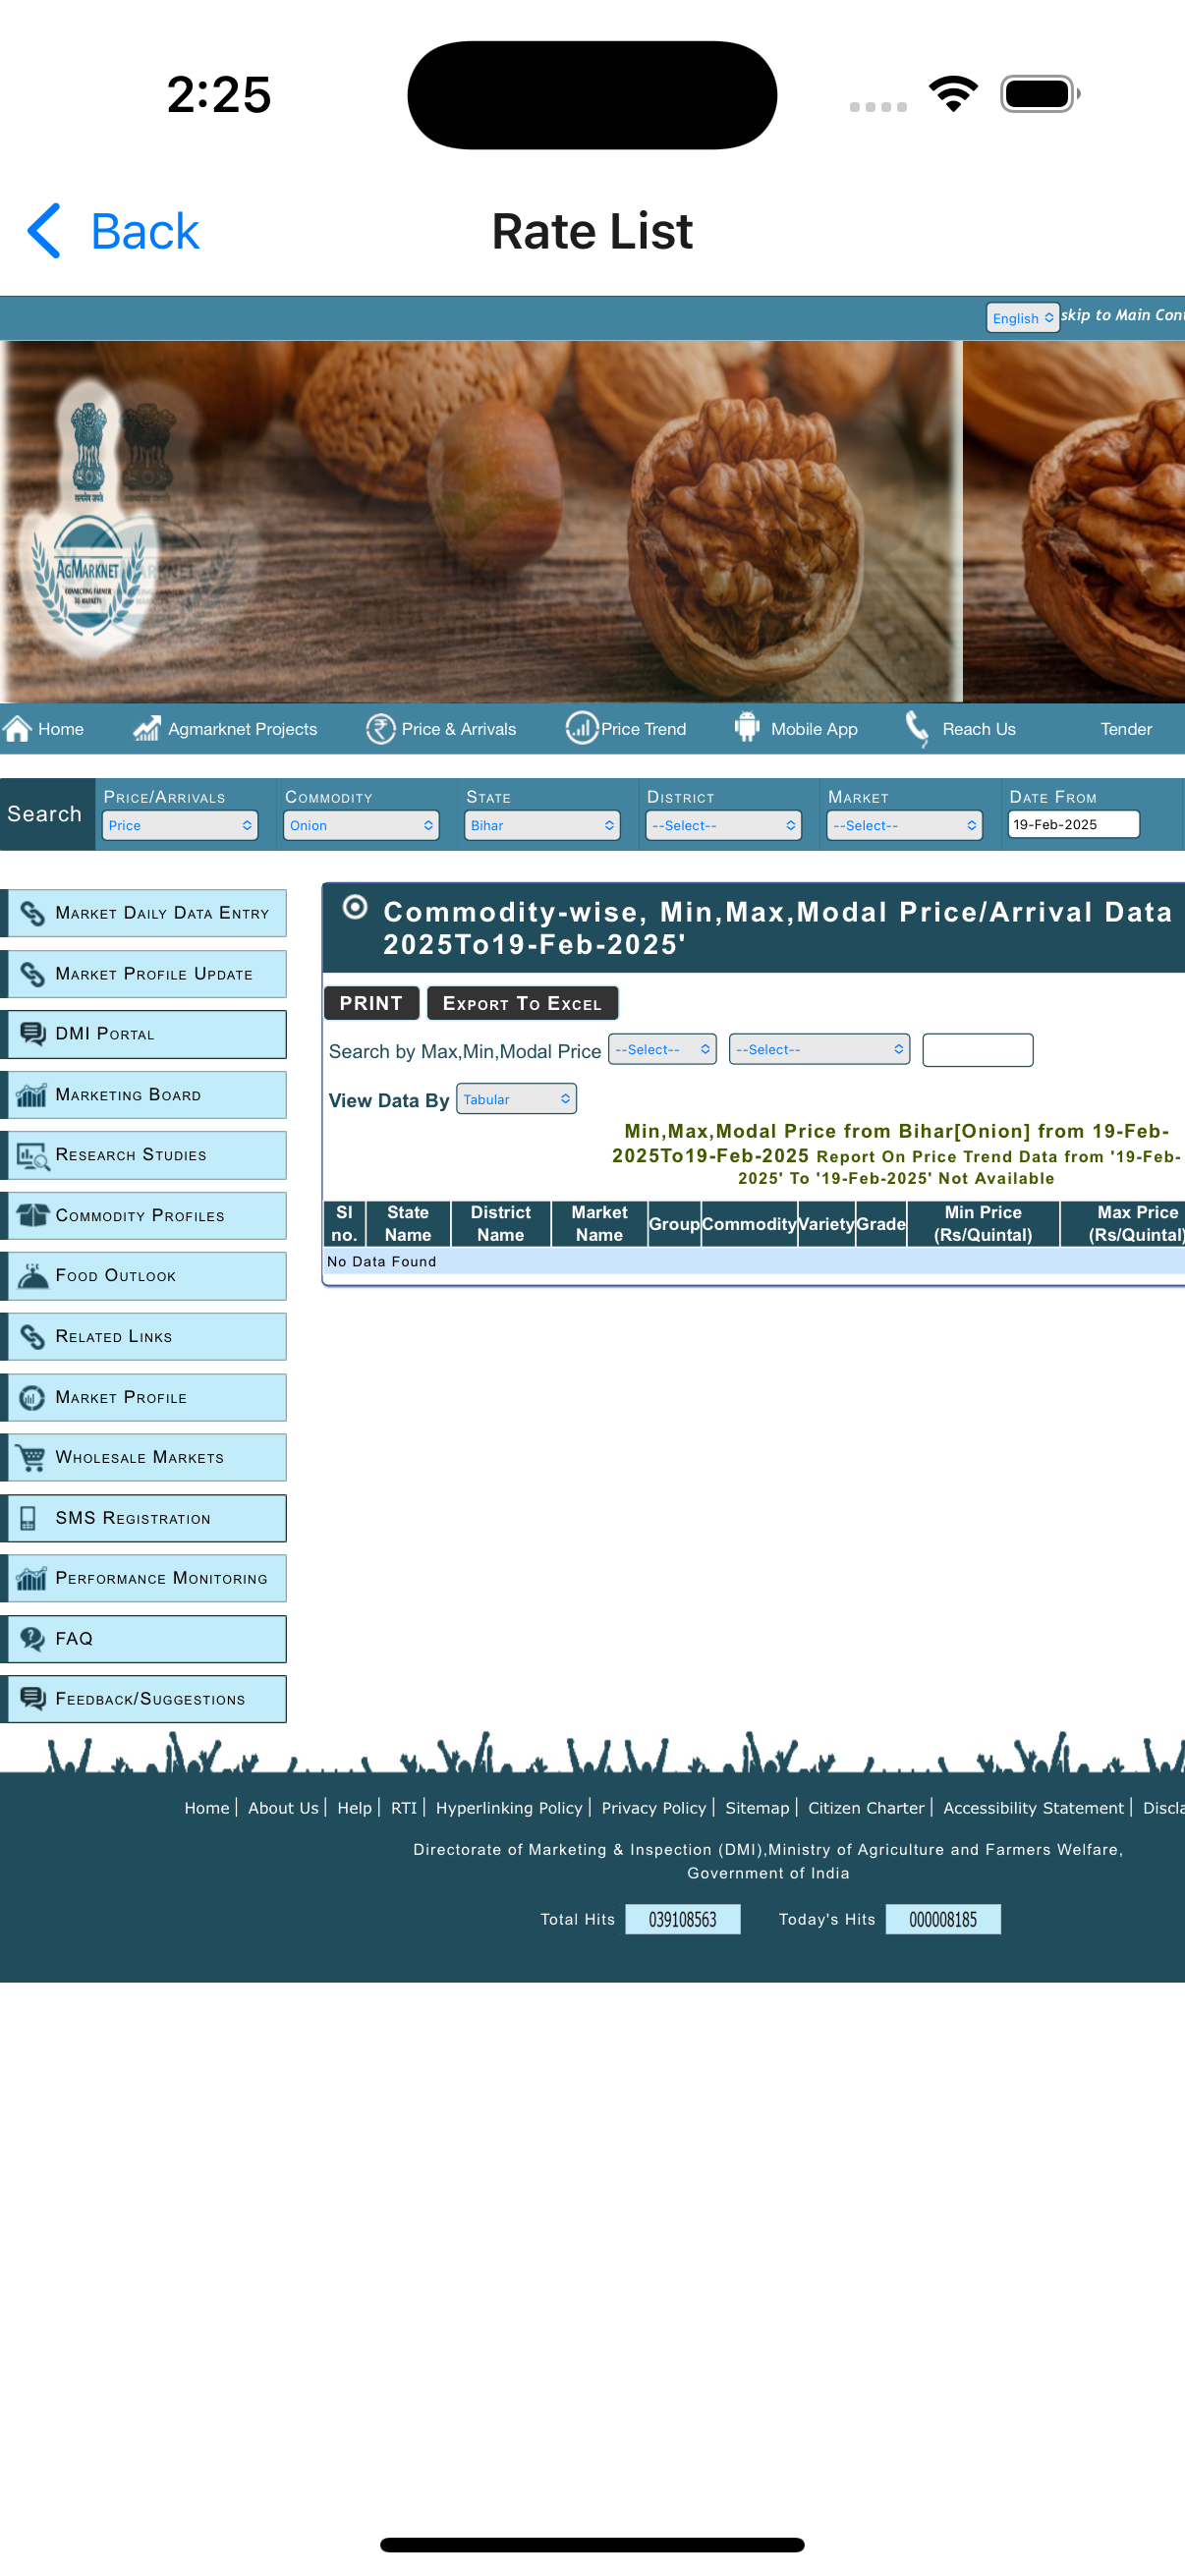 2:25
Back
Rate List
English
skip to Main Cont
सत्यमेव जयते
AGMARKNET
Home
Agmarknet Projects
Price & Arrivals
Price Trend
Mobile App
Reach Us
Tender
Search
Price/Arrivals
Commodity
State
District
Market
Date From
Price
Onion
Bihar
--Select--
--Select--
19-Feb-2025
Market Daily Data Entry
Market Profile Update
DMI Portal
Marketing Board
Research Studies
Commodity Profiles
Food Outlook
Related Links
Market Profile
Wholesale Markets
SMS Registration
Performance Monitoring
FAQ
Feedback/Suggestions
Commodity-wise, Min,Max,Modal Price/Arrival Data
2025To19-Feb-2025'
PRINT
Export To Excel
Search by Max,Min,Modal Price --Select-- --Select--
View Data By Tabular
Min,Max,Modal Price from Bihar[Onion] from 19-Feb-
2025To19-Feb-2025 Report On Price Trend Data from '19-Feb-
2025' To '19-Feb-2025' Not Available
Sl no.
State Name
District Name
Market Name
Group
Commodity
Variety
Grade
Min Price (Rs/Quintal)
Max Price (Rs/Quintal)
No Data Found
Home | About Us | Help | RTI | Hyperlinking Policy | Privacy Policy | Sitemap | Citizen Charter | Accessibility Statement | Discla
Directorate of Marketing & Inspection (DMI),Ministry of Agriculture and Farmers Welfare,
Government of India
Total Hits 039108563 Today's Hits 000008185